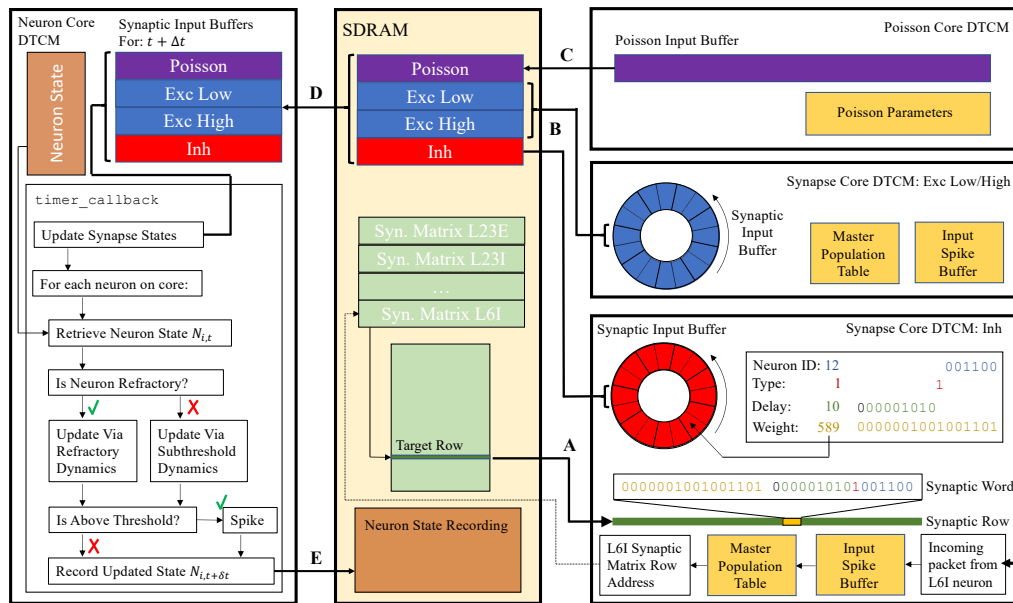 Neuron Core
DTCM
Synaptic Input Buffers
For: t + Δt
Neuron State
Poisson
Exc Low
Exc High
Inh
timer_callback
Update Synapse States
For each neuron on core:
Retrieve Neuron State N_{i,t}
Is Neuron Refractory?
Update Via
Refractory
Dynamics
Update Via
Subthreshold
Dynamics
Is Above Threshold?
Spike
Record Updated State N_{i,t+δt}
D
E
SDRAM
Poisson
Exc Low
Exc High
Inh
Syn. Matrix L23E
Syn. Matrix L23I
...
Syn. Matrix L6I
Target Row
Neuron State Recording
C
B
A
Poisson Core DTCM
Poisson Input Buffer
Poisson Parameters
Synapse Core DTCM: Exc Low/High
Synaptic
Input
Buffer
Master
Population
Table
Input
Spike
Buffer
Synaptic Input Buffer
Synapse Core DTCM: Inh
Neuron ID: 12 001100
Type: 1 1
Delay: 10 000001010
Weight: 589 0000001001001101
0000001001001101 0000010101001100
Synaptic Word
Synaptic Row
L6I Synaptic
Matrix Row
Address
Master
Population
Table
Input
Spike
Buffer
Incoming
packet from
L6I neuron